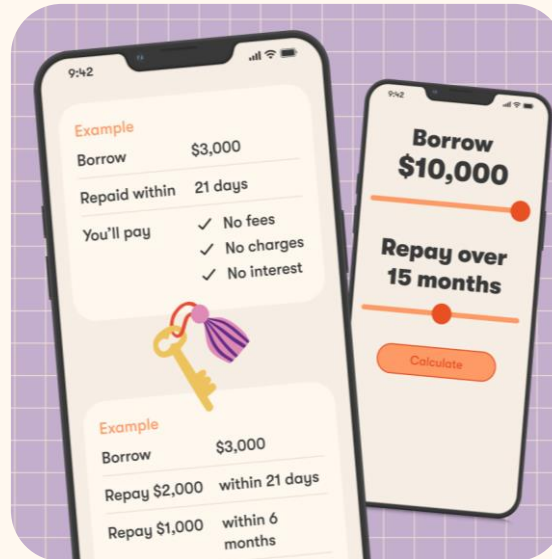 9:42
Example
Borrow $3,000
Repaid within 21 days
You'll pay ✓ No fees
✓ No charges
✓ No interest
Example
Borrow $3,000
Repay $2,000 within 21 days
Repay $1,000 within 6
months
9:42
Borrow
$10,000
Repay over
15 months
Calculate